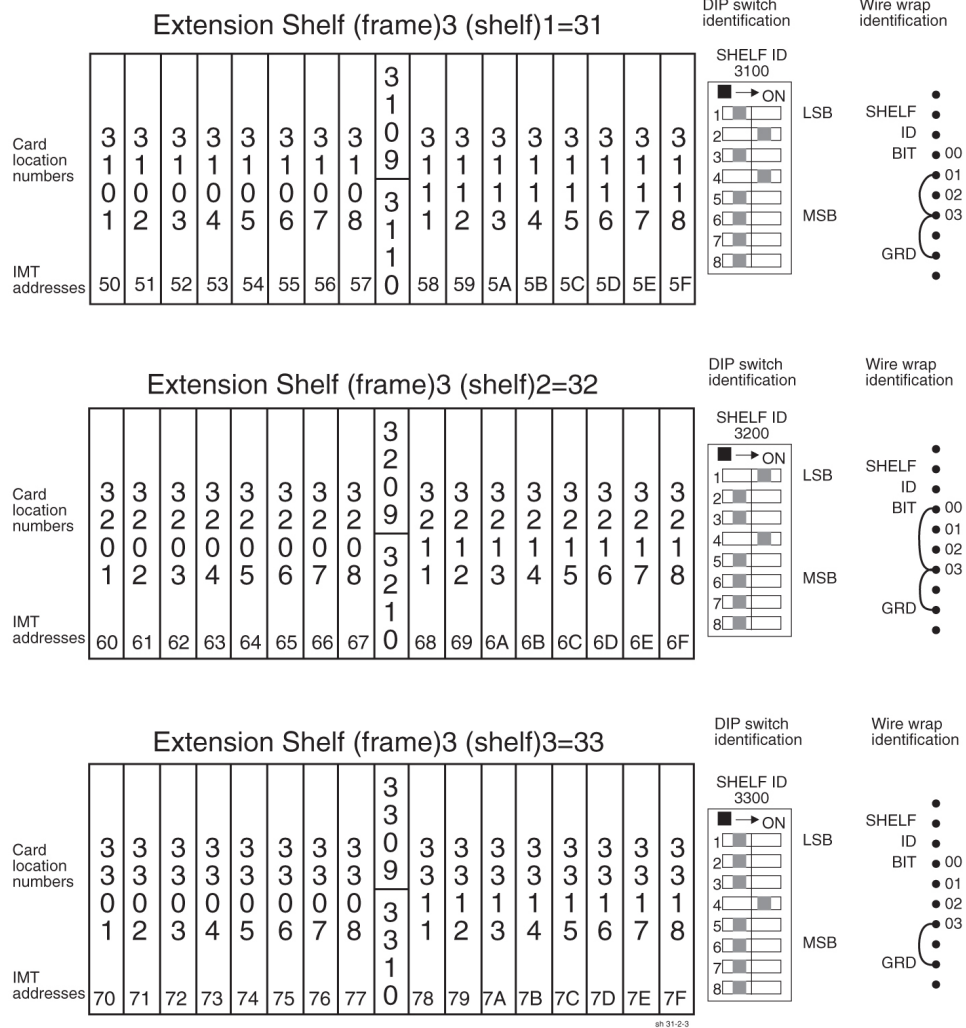 Extension Shelf (frame)3 (shelf)1=31
DIP switch
identification
Wire wrap
identification
SHELF ID
3100
ON
Card
location
numbers
3101 3102 3103 3104 3105 3106 3107 3108 3109 3110 3111 3112 3113 3114 3115 3116 3117 3118
IMT
addresses
50 51 52 53 54 55 56 57 58 59 5A 5B 5C 5D 5E 5F
1 LSB
2
3
4
5
6 MSB
7
8
SHELF
ID
BIT 00
01
02
03
GRD
Extension Shelf (frame)3 (shelf)2=32
DIP switch
identification
Wire wrap
identification
SHELF ID
3200
ON
Card
location
numbers
3201 3202 3203 3204 3205 3206 3207 3208 3209 3210 3211 3212 3213 3214 3215 3216 3217 3218
IMT
addresses
60 61 62 63 64 65 66 67 68 69 6A 6B 6C 6D 6E 6F
1 LSB
2
3
4
5
6 MSB
7
8
SHELF
ID
BIT 00
01
02
03
GRD
Extension Shelf (frame)3 (shelf)3=33
DIP switch
identification
Wire wrap
identification
SHELF ID
3300
ON
Card
location
numbers
3301 3302 3303 3304 3305 3306 3307 3308 3309 3310 3311 3312 3313 3314 3315 3316 3317 3318
IMT
addresses
70 71 72 73 74 75 76 77 78 79 7A 7B 7C 7D 7E 7F
1 LSB
2
3
4
5
6 MSB
7
8
SHELF
ID
BIT 00
01
02
03
GRD
sh 31-2-3